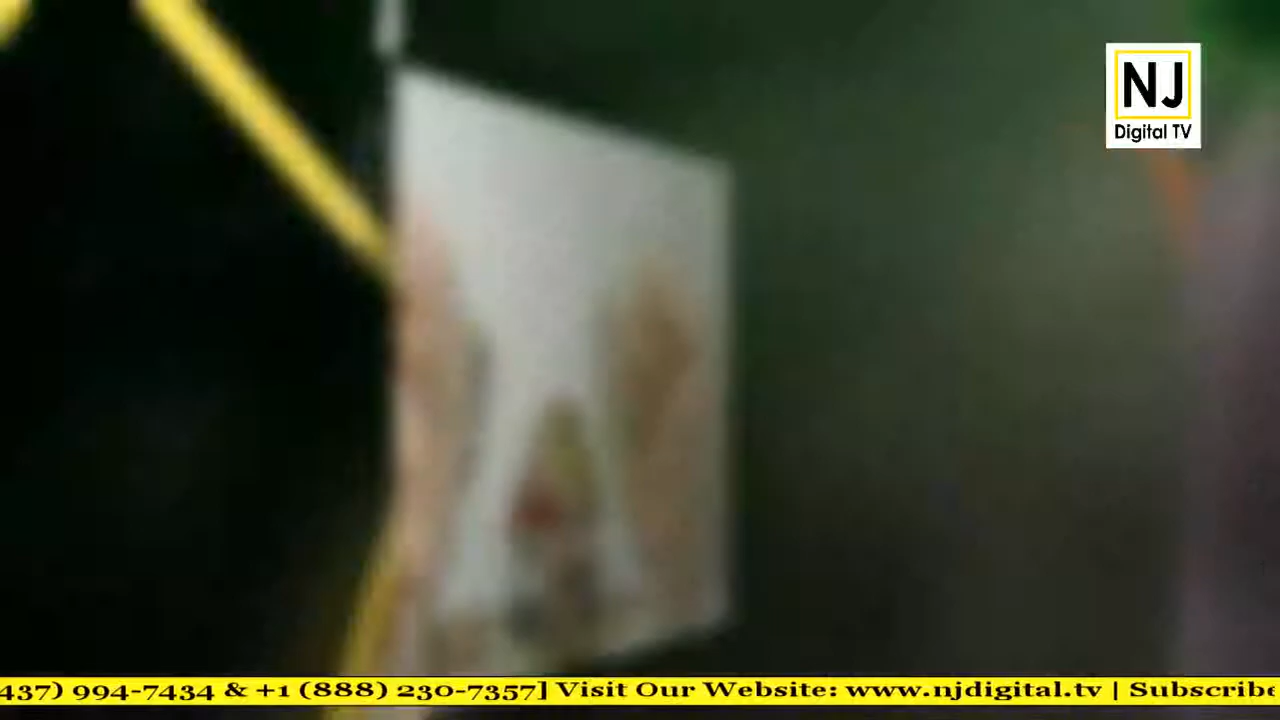 NJ
Digital TV
437) 994-7434 & +1 (888) 230-7357] Visit Our Website: www.njdigital.tv | Subscribe